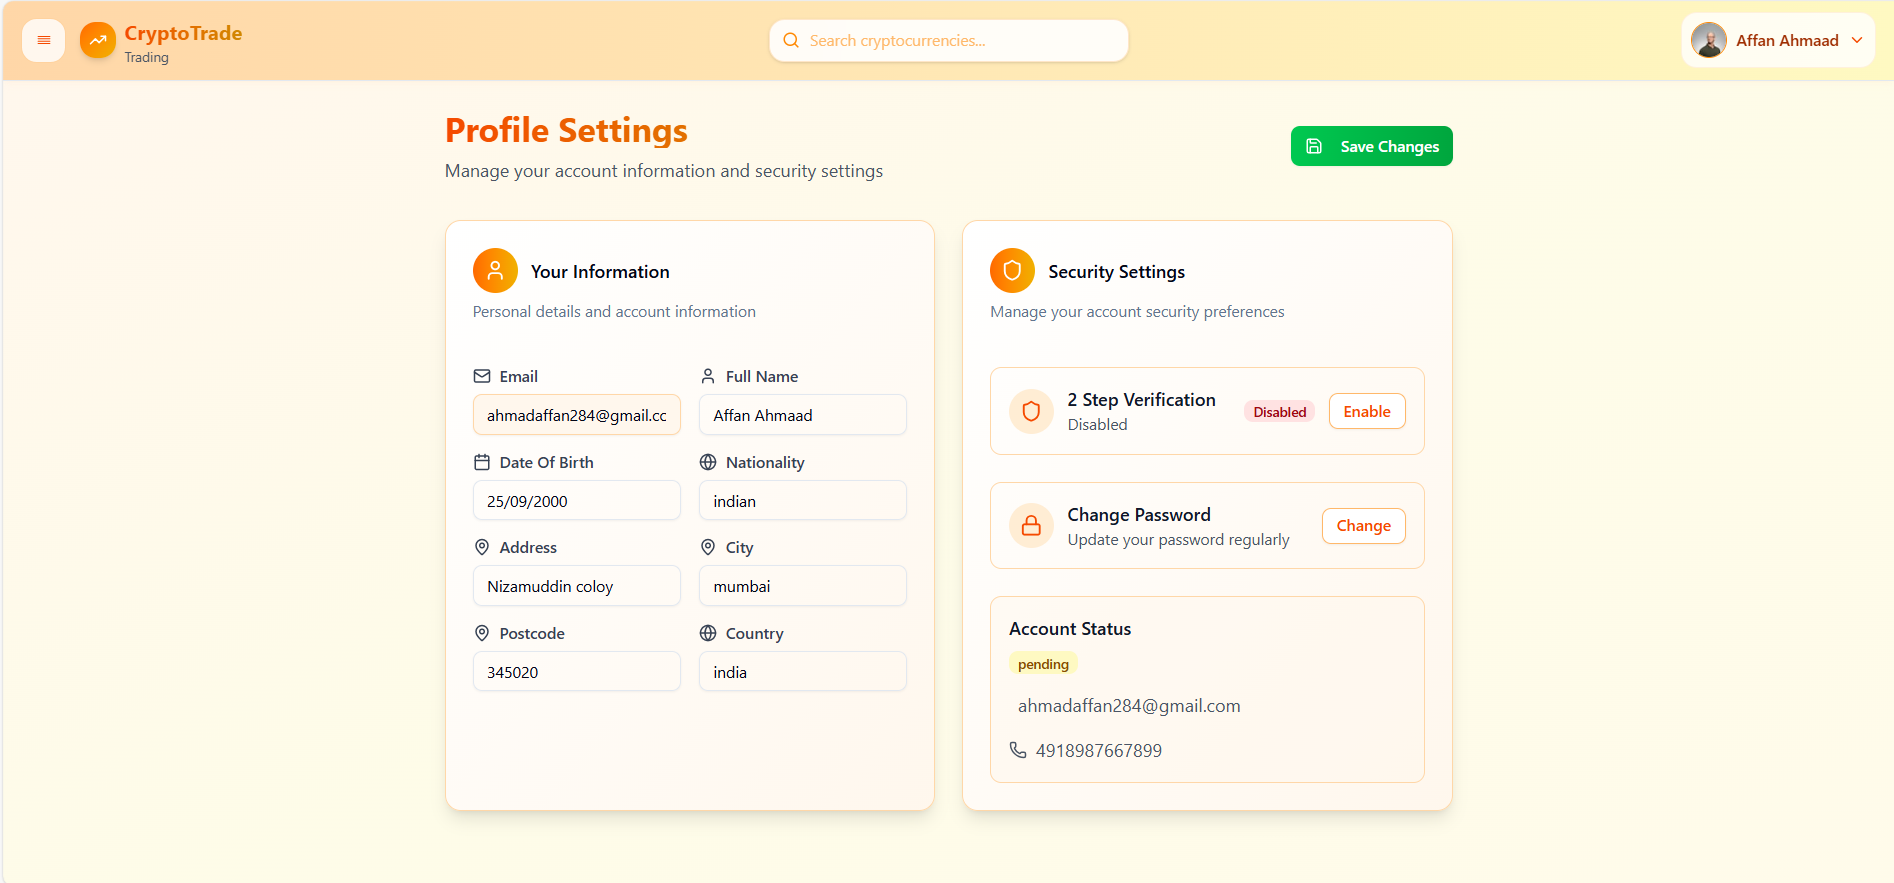 CryptoTrade
Trading
Search cryptocurrencies...
Affan Ahmaad
Profile Settings
Manage your account information and security settings
Save Changes
Your Information
Personal details and account information
Email
ahmadaffan284@gmail.cc
Full Name
Affan Ahmaad
Date Of Birth
25/09/2000
Nationality
indian
Address
Nizamuddin coloy
City
mumbai
Postcode
345020
Country
india
Security Settings
Manage your account security preferences
2 Step Verification
Disabled
Disabled
Enable
Change Password
Update your password regularly
Change
Account Status
pending
ahmadaffan284@gmail.com
4918987667899